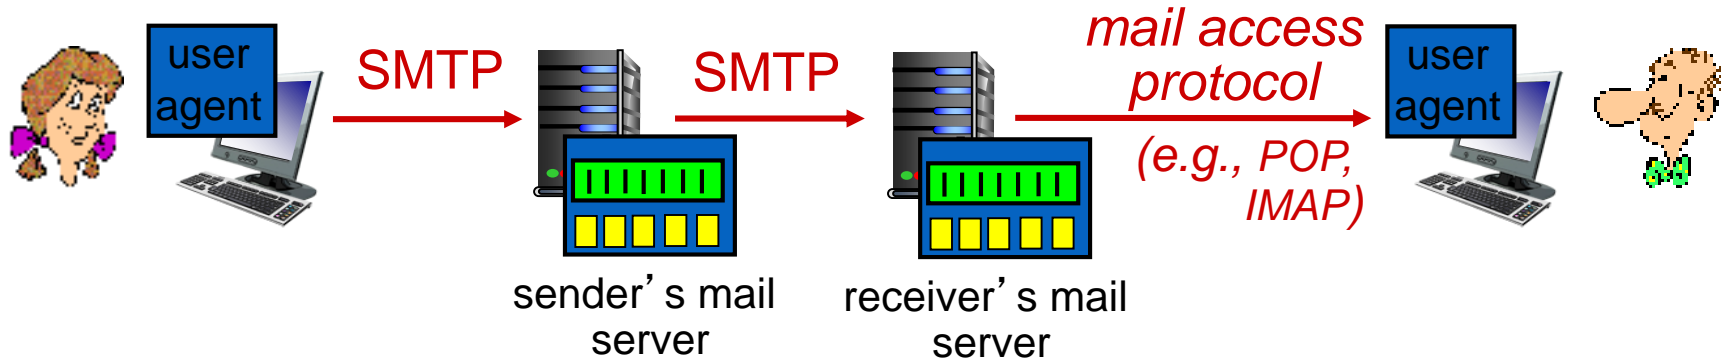 user
agent
SMTP
SMTP
mail access
protocol
(e.g., POP,
IMAP)
user
agent
sender’s mail
server
receiver’s mail
server